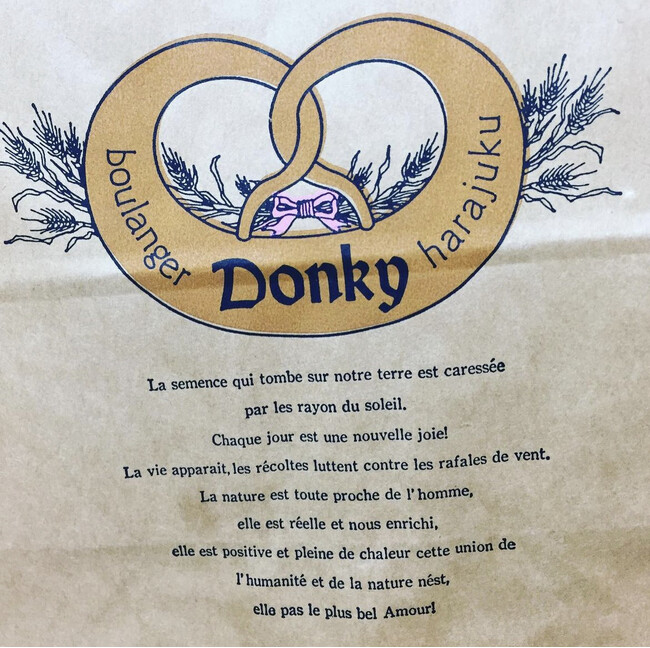 boulanger
Donky
harajuku
La semence qui tombe sur notre terre est caressée
par les rayon du soleil.
Chaque jour est une nouvelle joie!
La vie apparait, les récoltes luttent contre les rafales de vent.
La nature est toute proche de l'homme,
elle est réelle et nous enrichi,
elle est positive et pleine de chaleur cette union de
l'humanité et de la nature nést,
elle pas le plus bel Amour!